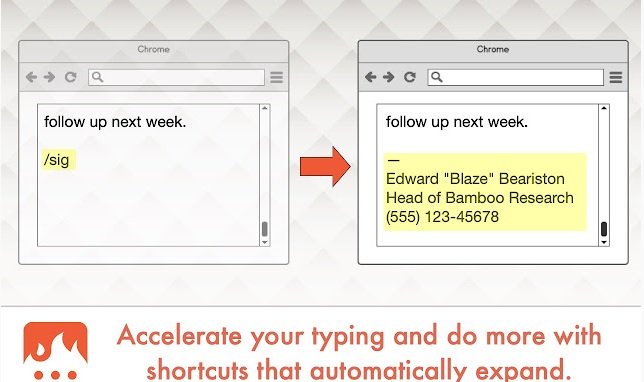 Chrome
follow up next week.
/sig
Chrome
follow up next week.
—
Edward "Blaze" Beariston
Head of Bamboo Research
(555) 123-45678
Accelerate your typing and do more with
shortcuts that automatically expand.